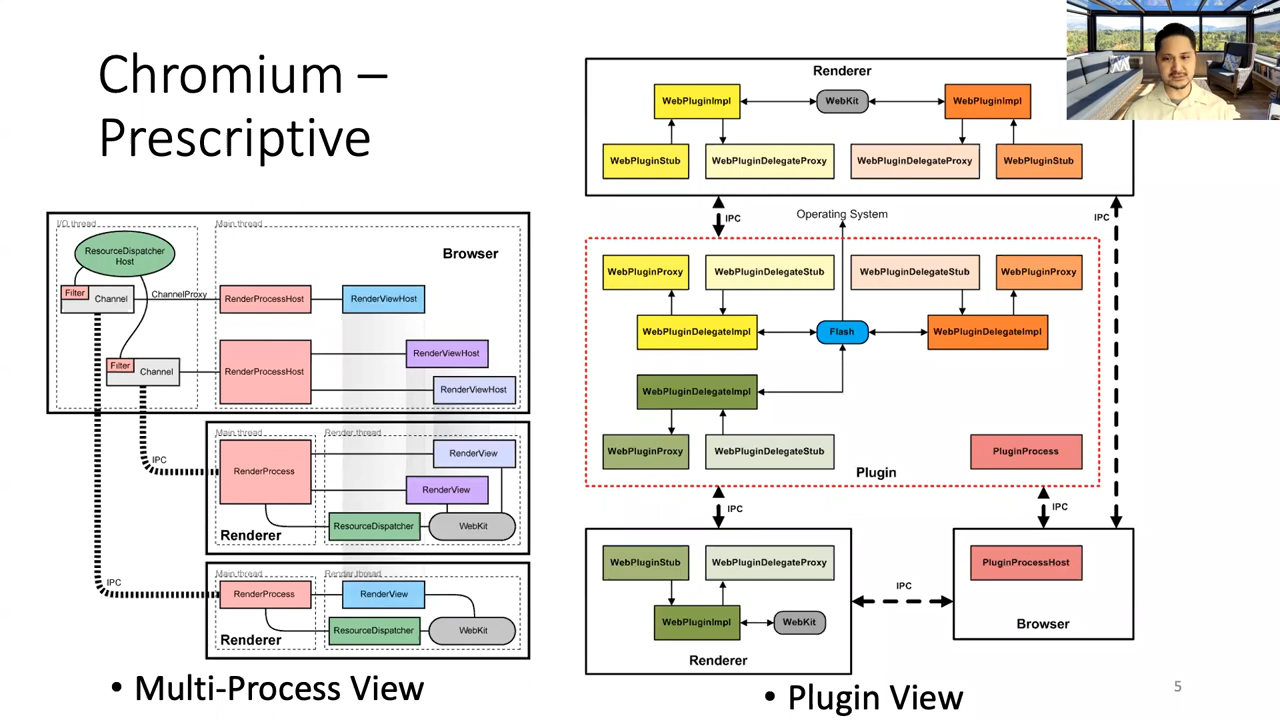 Chromium –
Prescriptive
I/O thread
Main thread
ResourceDispatcher
Host
Browser
Filter
Channel
ChannelProxy
RenderProcessHost
RenderViewHost
Filter
Channel
RenderProcessHost
RenderViewHost
RenderViewHost
IPC
Main thread
Render thread
RenderProcess
RenderView
RenderView
ResourceDispatcher
WebKit
Renderer
IPC
Main thread
Render thread
RenderProcess
RenderView
ResourceDispatcher
WebKit
Renderer
• Multi-Process View
Renderer
WebPluginImpl
WebKit
WebPluginImpl
WebPluginStub
WebPluginDelegateProxy
WebPluginDelegateProxy
WebPluginStub
IPC
Operating System
IPC
WebPluginProxy
WebPluginDelegateStub
WebPluginDelegateStub
WebPluginProxy
WebPluginDelegateImpl
Flash
WebPluginDelegateImpl
WebPluginDelegateImpl
WebPluginProxy
WebPluginDelegateStub
PluginProcess
Plugin
IPC
IPC
WebPluginStub
WebPluginDelegateProxy
PluginProcessHost
IPC
WebPluginImpl
WebKit
Browser
Renderer
• Plugin View
5